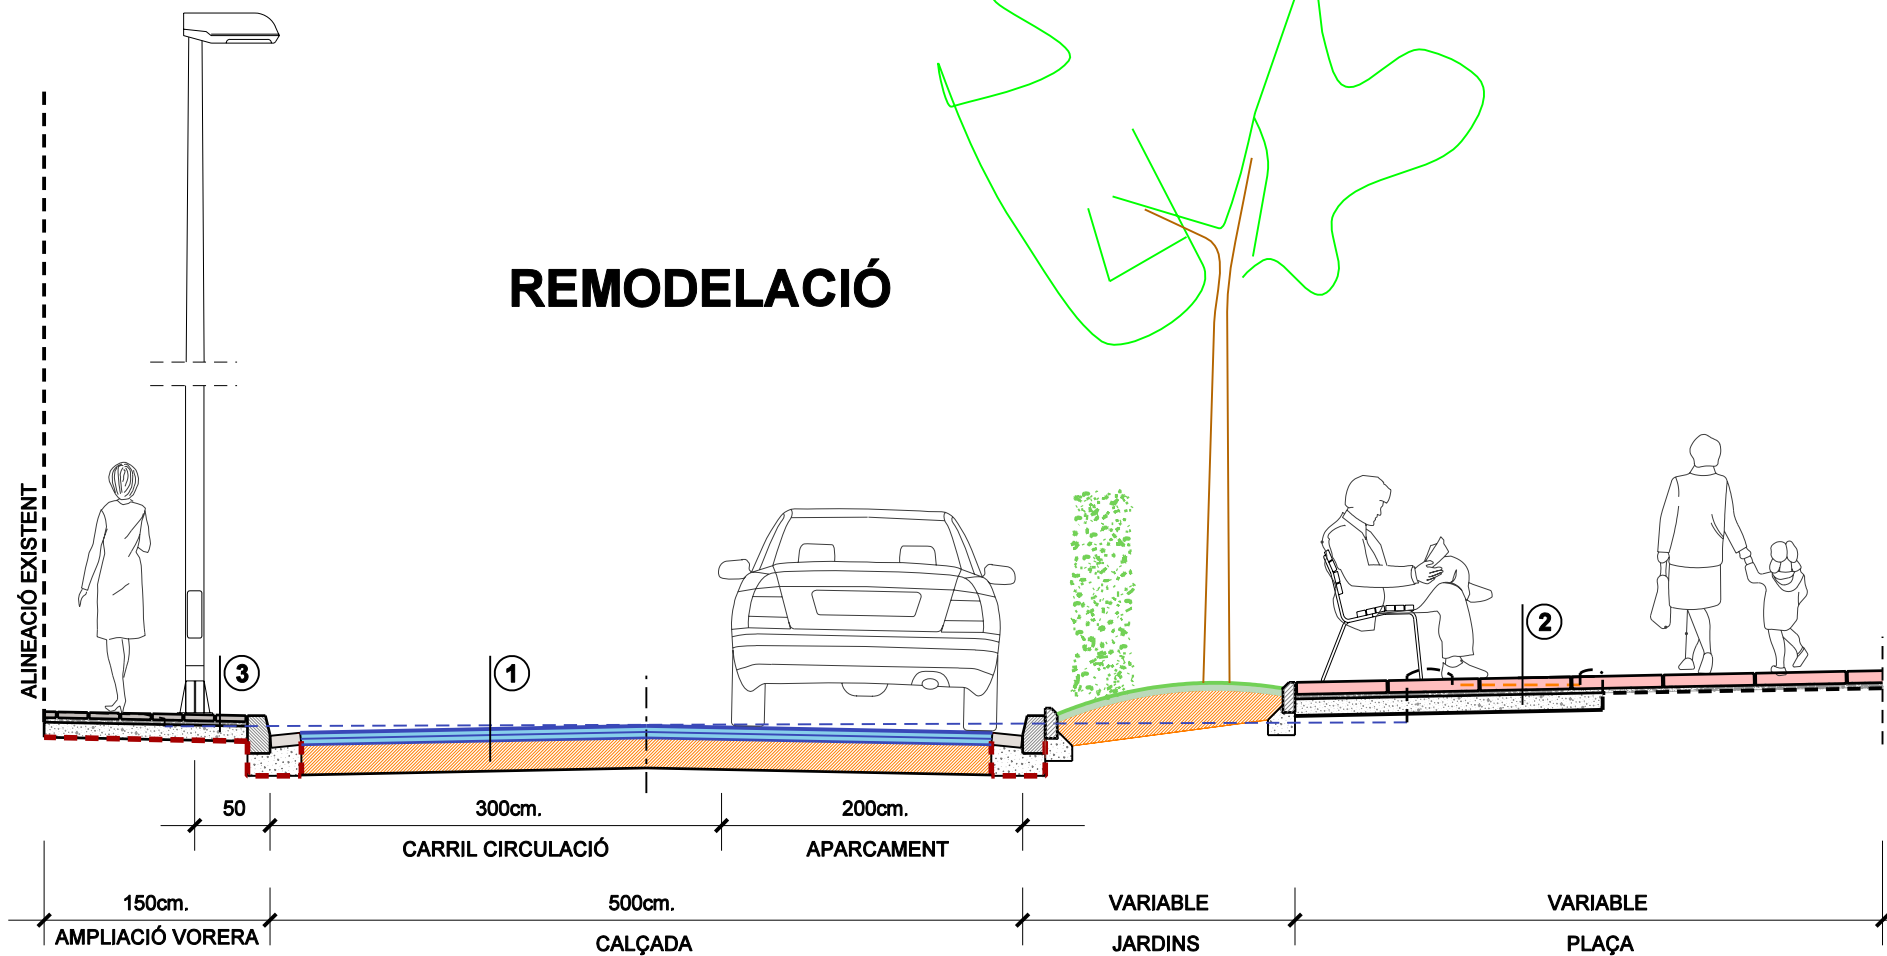 REMODELACIÓ
ALINEACIÓ EXISTENT
3
1
2
50
300cm.
200cm.
CARRIL CIRCULACIÓ
APARCAMENT
150cm.
500cm.
VARIABLE
VARIABLE
AMPLIACIÓ VORERA
CALÇADA
JARDINS
PLAÇA